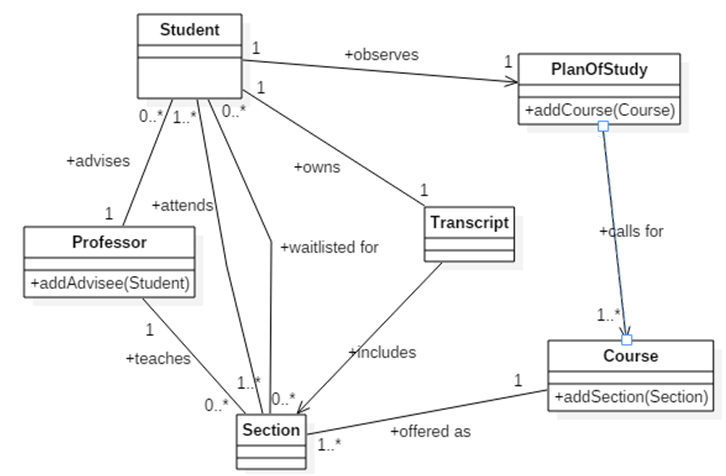 Student
1
+observes
1
PlanOfStudy
+addCourse(Course)
1
0..*
1..*
0..*
+advises
+owns
+attends
1
1
Transcript
Professor
+addAdvisee(Student)
+waitlisted for
+calls for
1..*
1
+teaches
+includes
Course
+addSection(Section)
1..*
0..*
0..*
1
Section
1..*
+offered as